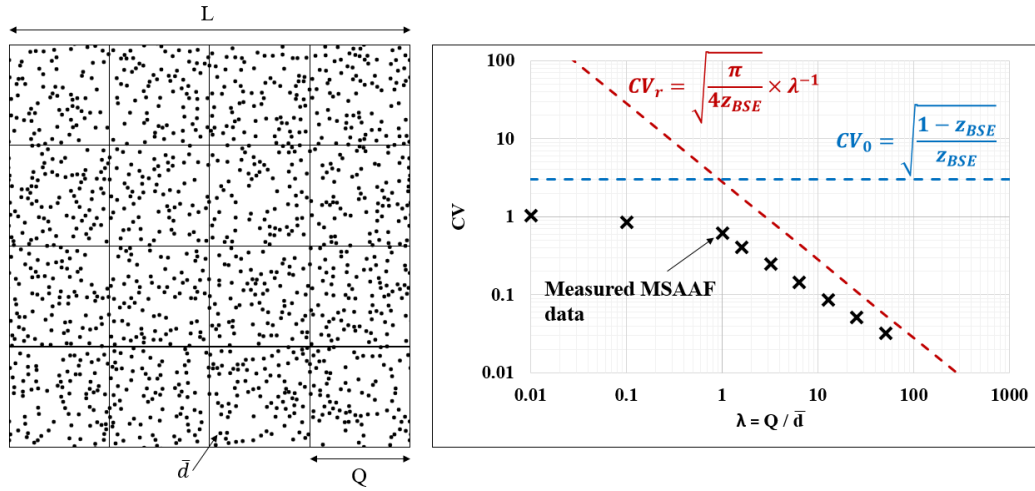 L
d̄
Q
CV_r = √(π / 4z_BSE) × λ⁻¹
CV_0 = √((1 − z_BSE) / z_BSE)
Measured MSAAF
data
CV
100
10
1
0.1
0.01
0.01 0.1 1 10 100 1000
λ = Q / d̄